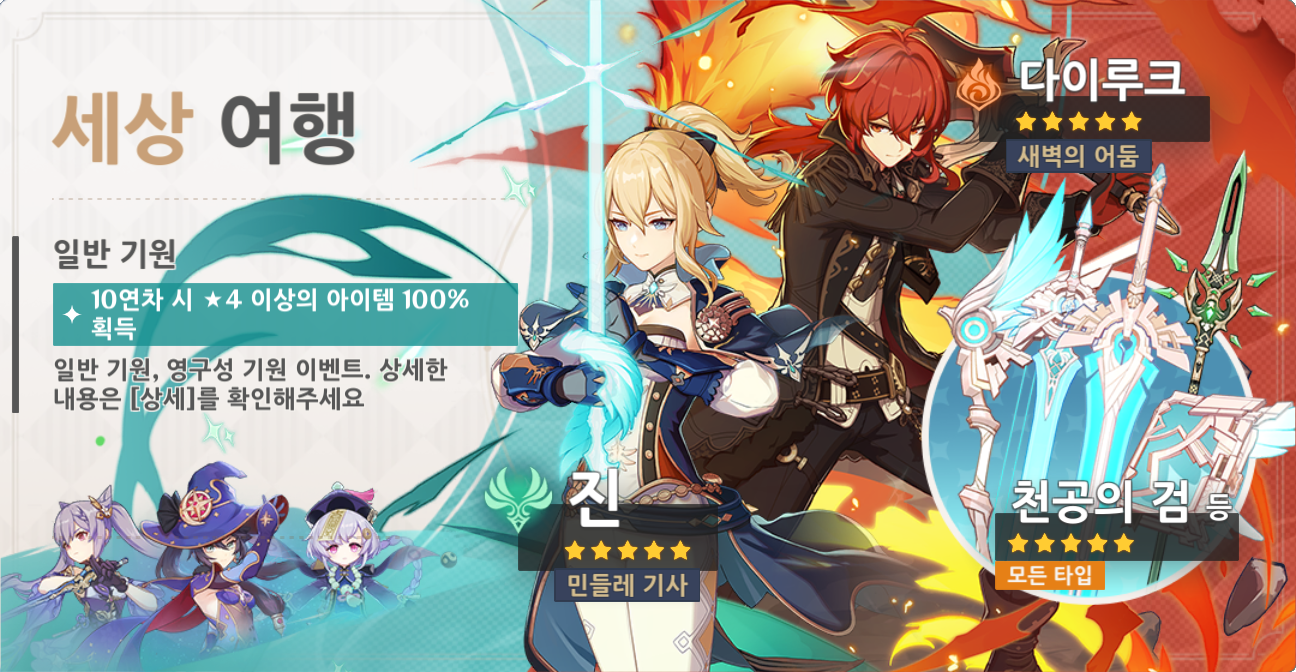 세상 여행
일반 기원
10연차 시 ★4 이상의 아이템 100%
획득
일반 기원, 영구성 기원 이벤트. 상세한
내용은 [상세]를 확인해주세요
다이루크
★★★★★
새벽의 어둠
진
★★★★★
민들레 기사
천공의 검 등
★★★★★
모든 타입